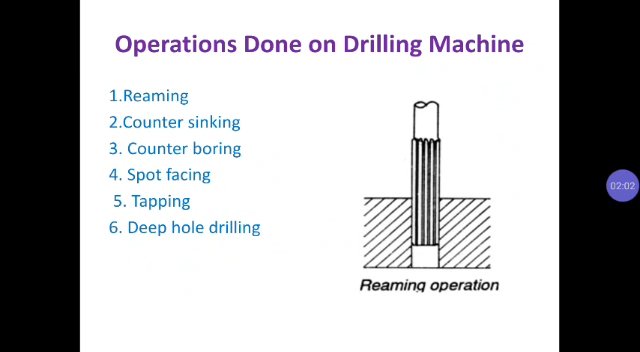 Operations Done on Drilling Machine
1.Reaming
2.Counter sinking
3. Counter boring
4. Spot facing
5. Tapping
6. Deep hole drilling
Reaming operation
02:02